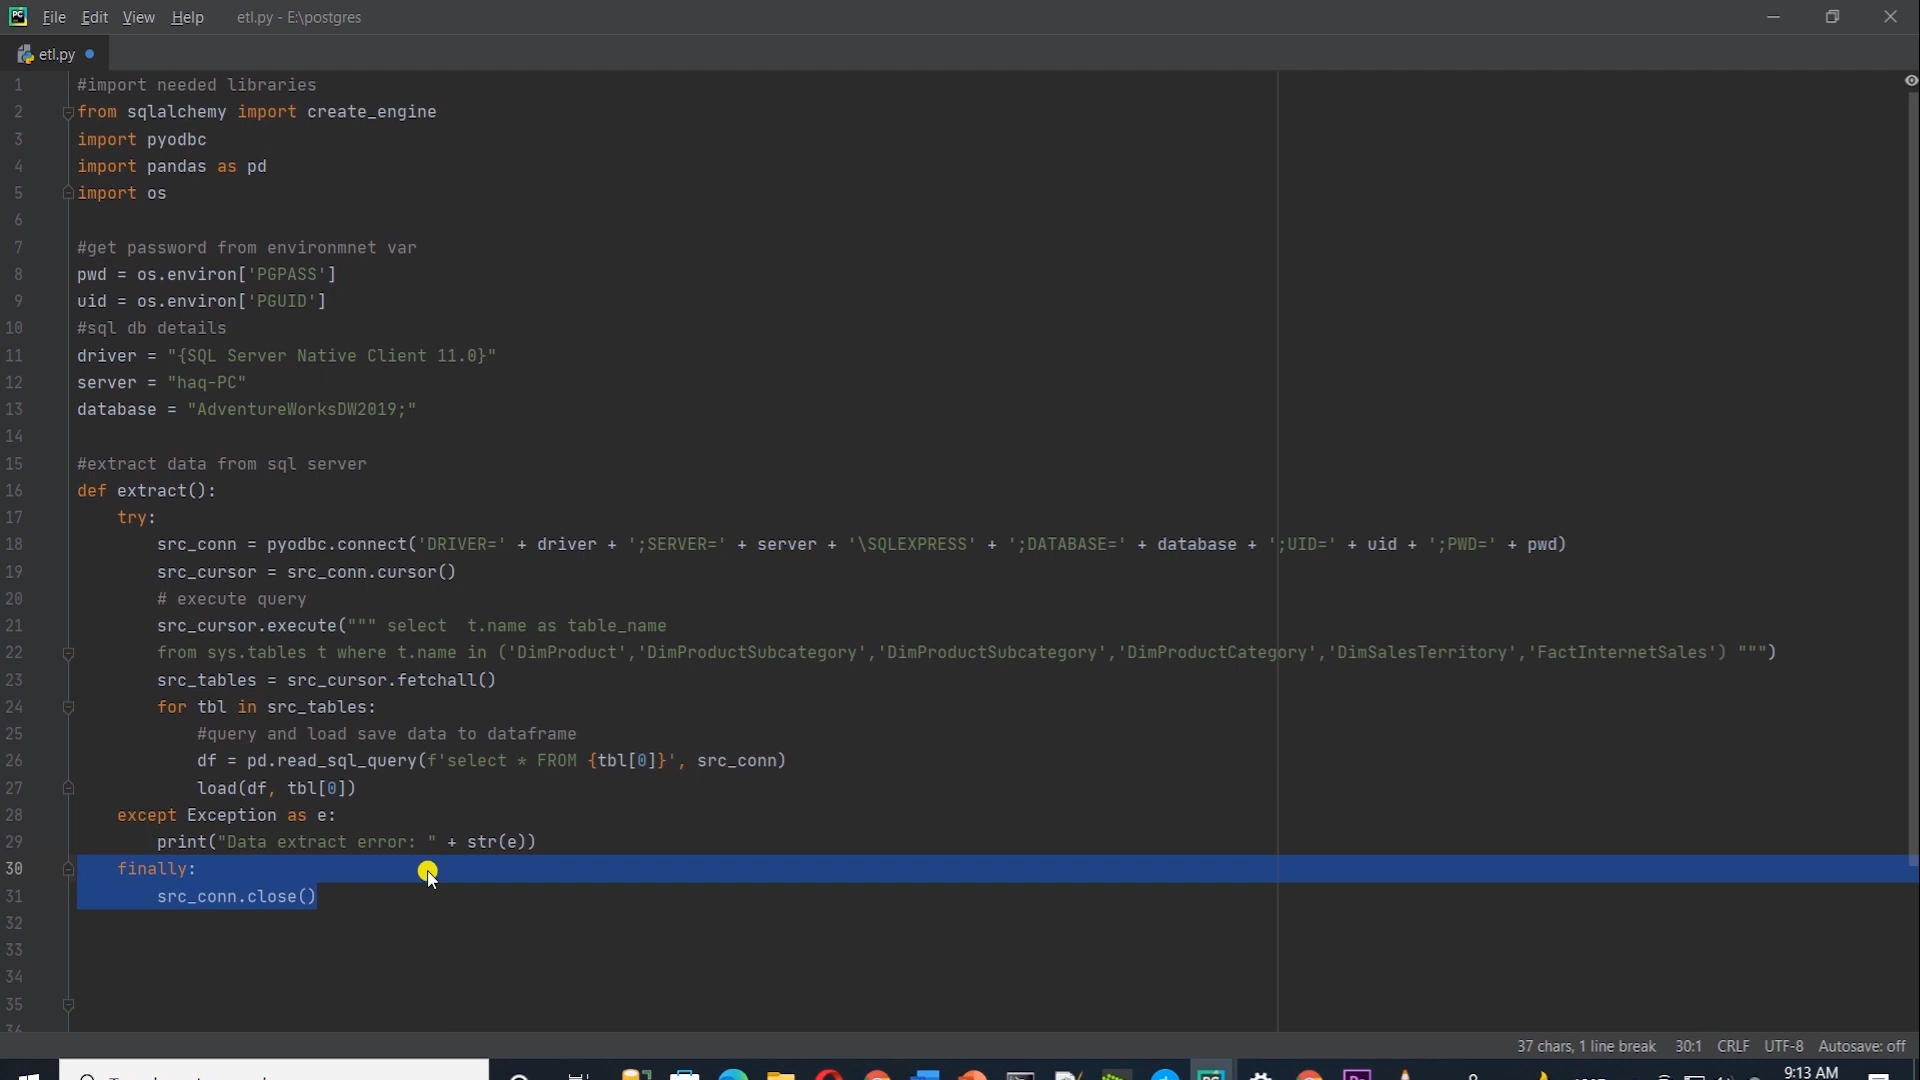 PC File Edit View Help etl.py - E:\postgres
etl.py
1 #import needed libraries
2 from sqlalchemy import create_engine
3 import pyodbc
4 import pandas as pd
5 import os
6
7 #get password from environmnet var
8 pwd = os.environ['PGPASS']
9 uid = os.environ['PGUID']
10 #sql db details
11 driver = "{SQL Server Native Client 11.0}"
12 server = "haq-PC"
13 database = "AdventureWorksDW2019;"
14
15 #extract data from sql server
16 def extract():
17 try:
18 src_conn = pyodbc.connect('DRIVER=' + driver + ';SERVER=' + server + '\SQLEXPRESS' + ';DATABASE=' + database + ';UID=' + uid + ';PWD=' + pwd)
19 src_cursor = src_conn.cursor()
20 # execute query
21 src_cursor.execute(""" select t.name as table_name
22 from sys.tables t where t.name in ('DimProduct','DimProductSubcategory','DimProductSubcategory','DimProductCategory','DimSalesTerritory','FactInternetSales') """)
23 src_tables = src_cursor.fetchall()
24 for tbl in src_tables:
25 #query and load save data to dataframe
26 df = pd.read_sql_query(f'select * FROM {tbl[0]}', src_conn)
27 load(df, tbl[0])
28 except Exception as e:
29 print("Data extract error: " + str(e))
30 finally:
31 src_conn.close()
32
33
34
35
36
37 chars, 1 line break 30:1 CRLF UTF-8 Autosave: off
9:13 AM